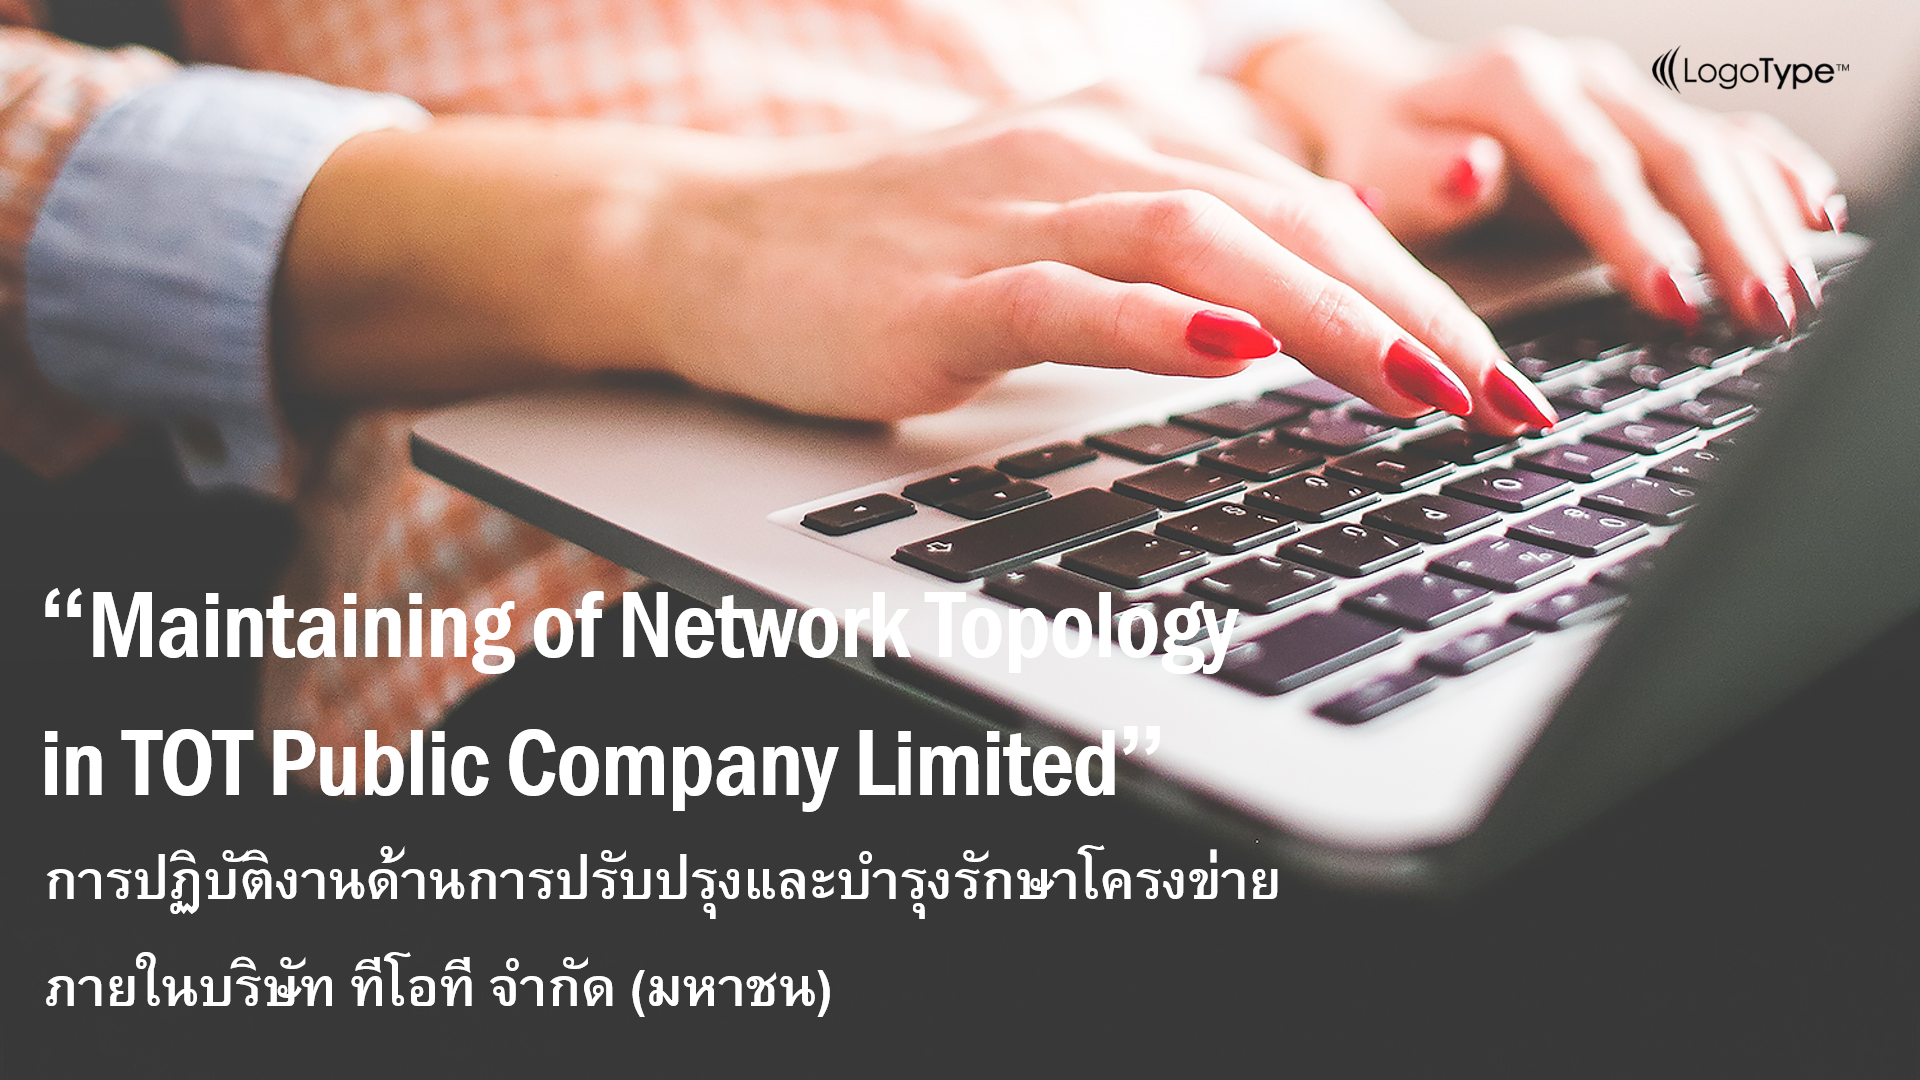 LogoType™
“Maintaining of Network Topology
in TOT Public Company Limited”
การปฏิบัติงานด้านการปรับปรุงและบำรุงรักษาโครงข่าย
ภายในบริษัท ทีโอที จำกัด (มหาชน)